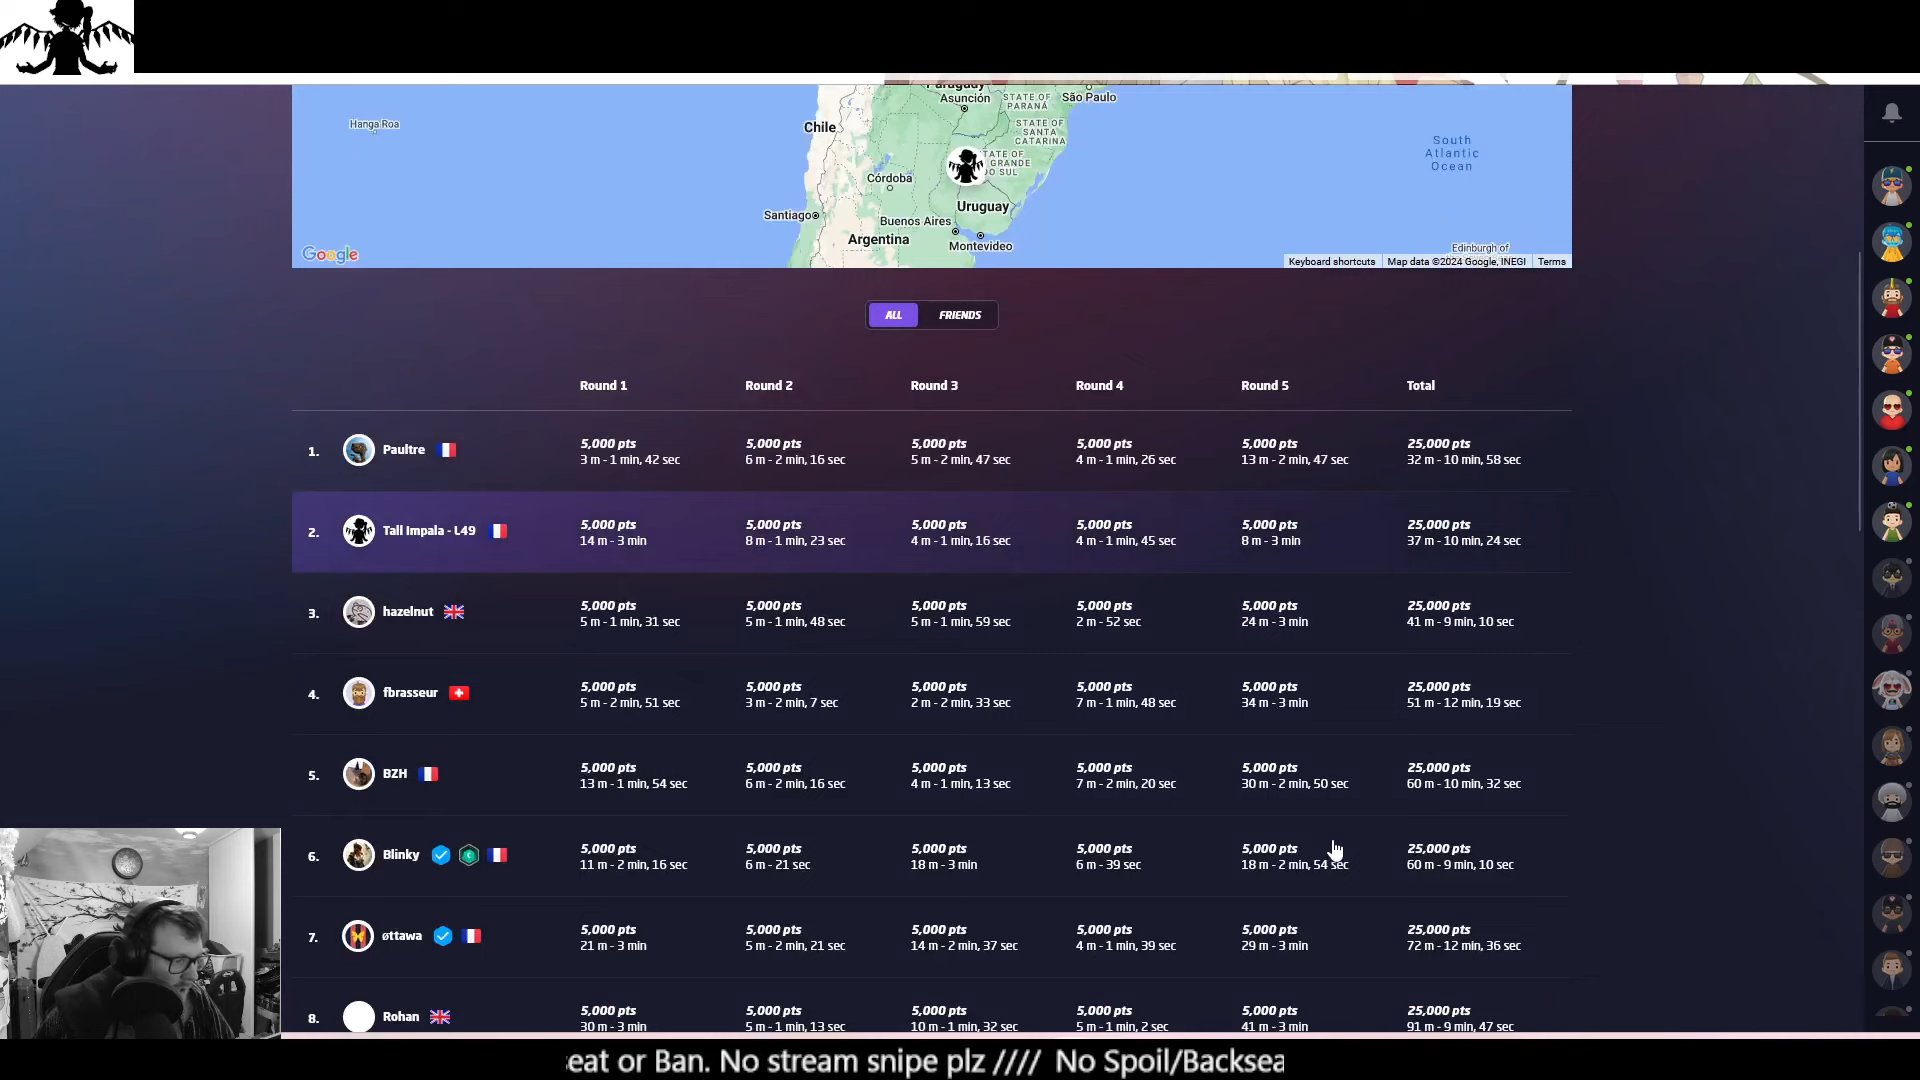 Paraguay
Asunción
STATE OF
PARANÁ
São Paulo
Hanga Roa
Chile
STATE OF
SANTA
CATARINA
South
Atlantic
Ocean
STATE OF
GRANDE
DO SUL
Córdoba
Uruguay
Santiago
Buenos Aires
Argentina
Montevideo
Edinburgh of
Google
Keyboard shortcuts
Map data ©2024 Google, INEGI
Terms
ALL FRIENDS
Round 1 Round 2 Round 3 Round 4 Round 5 Total
5,000 pts 5,000 pts 5,000 pts 5,000 pts 5,000 pts 25,000 pts
1. Paultre
3 m - 1 min, 42 sec 6 m - 2 min, 16 sec 5 m - 2 min, 47 sec 4 m - 1 min, 26 sec 13 m - 2 min, 47 sec 32 m - 10 min, 58 sec
5,000 pts 5,000 pts 5,000 pts 5,000 pts 5,000 pts 25,000 pts
2. Tall Impala - L49
14 m - 3 min 8 m - 1 min, 23 sec 4 m - 1 min, 16 sec 4 m - 1 min, 45 sec 8 m - 3 min 37 m - 10 min, 24 sec
5,000 pts 5,000 pts 5,000 pts 5,000 pts 5,000 pts 25,000 pts
3. hazelnut
5 m - 1 min, 31 sec 5 m - 1 min, 48 sec 5 m - 1 min, 59 sec 2 m - 52 sec 24 m - 3 min 41 m - 9 min, 10 sec
5,000 pts 5,000 pts 5,000 pts 5,000 pts 5,000 pts 25,000 pts
4. fbrasseur
5 m - 2 min, 51 sec 3 m - 2 min, 7 sec 2 m - 2 min, 33 sec 7 m - 1 min, 48 sec 34 m - 3 min 51 m - 12 min, 19 sec
5,000 pts 5,000 pts 5,000 pts 5,000 pts 5,000 pts 25,000 pts
5. BZH
13 m - 1 min, 54 sec 6 m - 2 min, 16 sec 4 m - 1 min, 13 sec 7 m - 2 min, 20 sec 30 m - 2 min, 50 sec 60 m - 10 min, 32 sec
5,000 pts 5,000 pts 5,000 pts 5,000 pts 5,000 pts 25,000 pts
6. Blinky
11 m - 2 min, 16 sec 6 m - 21 sec 18 m - 3 min 6 m - 39 sec 18 m - 2 min, 54 sec 60 m - 9 min, 10 sec
5,000 pts 5,000 pts 5,000 pts 5,000 pts 5,000 pts 25,000 pts
7. øttawa
21 m - 3 min 5 m - 2 min, 21 sec 14 m - 2 min, 37 sec 4 m - 1 min, 39 sec 29 m - 3 min 72 m - 12 min, 36 sec
5,000 pts 5,000 pts 5,000 pts 5,000 pts 5,000 pts 25,000 pts
8. Rohan
30 m - 3 min 5 m - 1 min, 13 sec 10 m - 1 min, 32 sec 5 m - 1 min, 2 sec 41 m - 3 min 91 m - 9 min, 47 sec
eat or Ban. No stream snipe plz //// No Spoil/Backsea